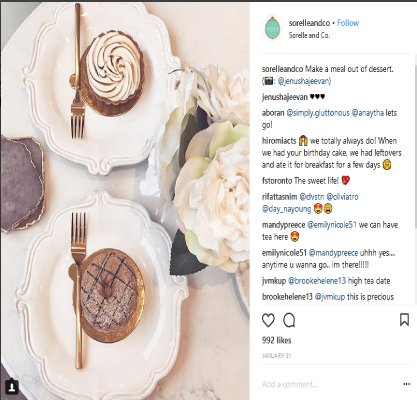 sorelleandco • Follow
Sorelle and Co.
sorelleandco Make a meal out of dessert.
(📷: @jenushajeevan)
jenushajeevan ♥♥♥
aboran @simply.gluttonous @anaytha lets
go!
hiromiacts 🙆 we totally always do! When
we had your birthday cake, we had leftovers
and ate it for breakfast for a few days 😋
fstoronto The sweet life! 💖
rifattasnim @dvstn @oliviatro
@day_nayoung 😍😩
mandypreece @emilynicole51 we can have
tea here 😍
emilynicole51 @mandypreece uhhh yes...
anytime u wanna go.. im there!!!!!
jvmkup @brookehelene13 high tea date
brookehelene13 @jvmkup this is precious
992 likes
JANUARY 31
Add a comment...